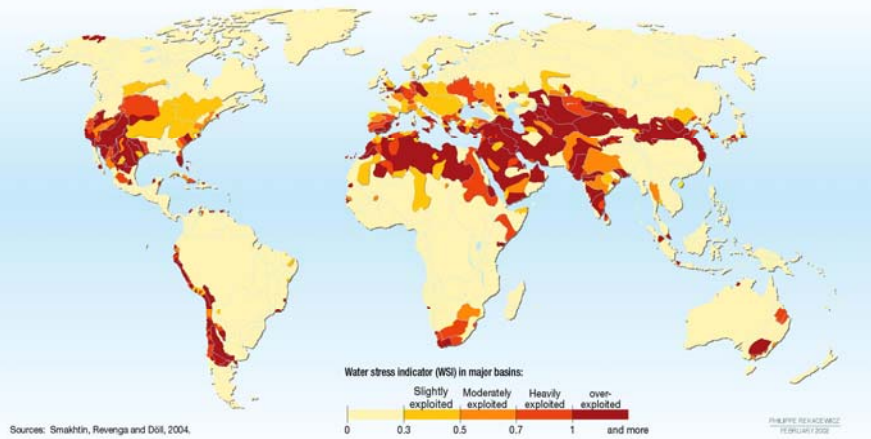 Water stress indicator (WSI) in major basins:
Slightly exploited
Moderately exploited
Heavily exploited
over-exploited
0 0.3 0.5 0.7 1 and more
Sources: Smakhtin, Revenga and Döll, 2004.
PHILIPPE REKACEWICZ
FEBRUARY 2002